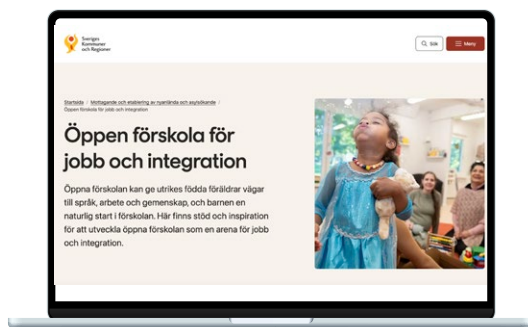 Sveriges
Kommuner
och Regioner
Sök
Meny
Startsida / Mottagande och etablering av nyanlända och asylsökande /
Öppen förskola för jobb och integration
Öppen förskola för
jobb och integration
Öppna förskolan kan ge utrikes födda föräldrar vägar
till språk, arbete och gemenskap, och barnen en
naturlig start i förskolan. Här finns stöd och inspiration
för att utveckla öppna förskolan som en arena för jobb
och integration.